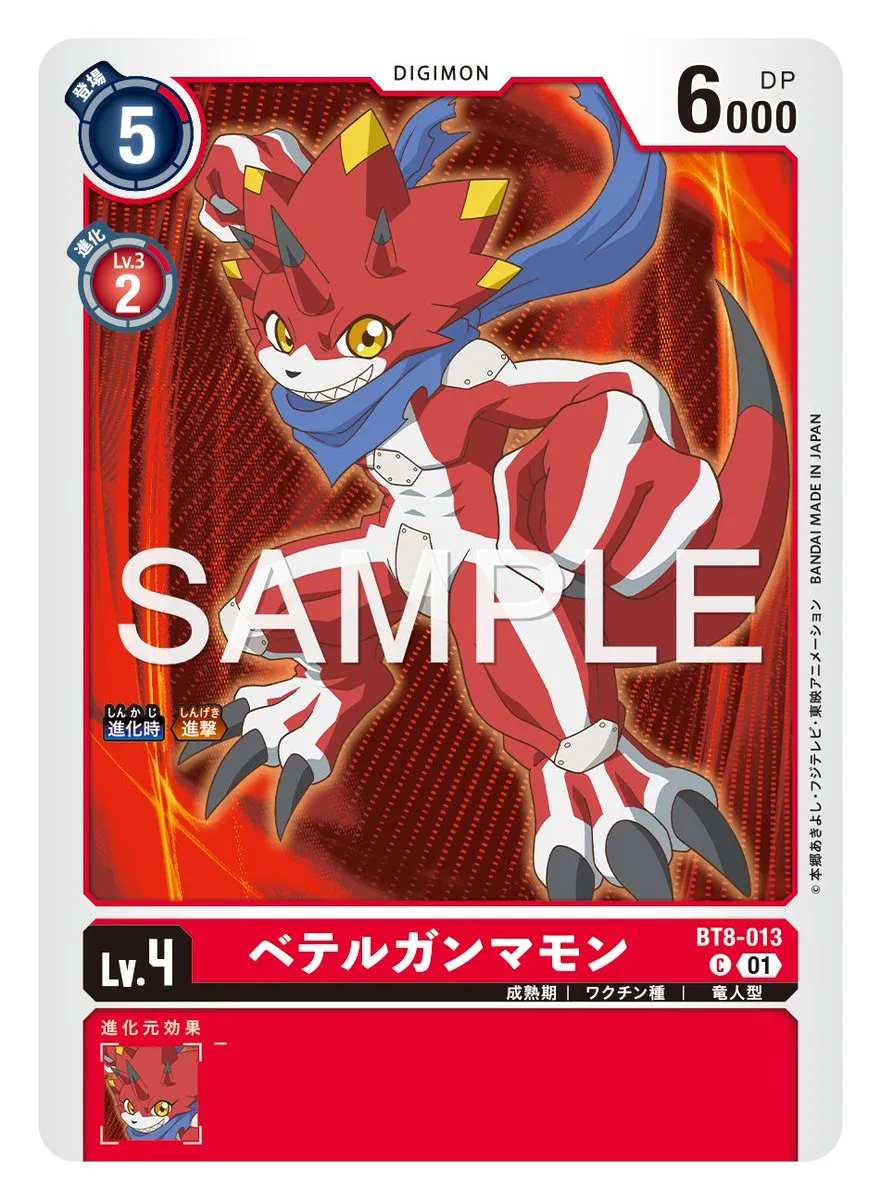 DIGIMON
登場
5
6000
DP
進化
Lv.3
2
SAMPLE
しんかじ
進化時
しんげき
進撃
© 本郷あきよし・フジテレビ・東映アニメーション BANDAI MADE IN JAPAN
Lv.4
ベテルガンマモン
BT8-013
C 01
成熟期 | ワクチン種 | 竜人型
進化元効果
–